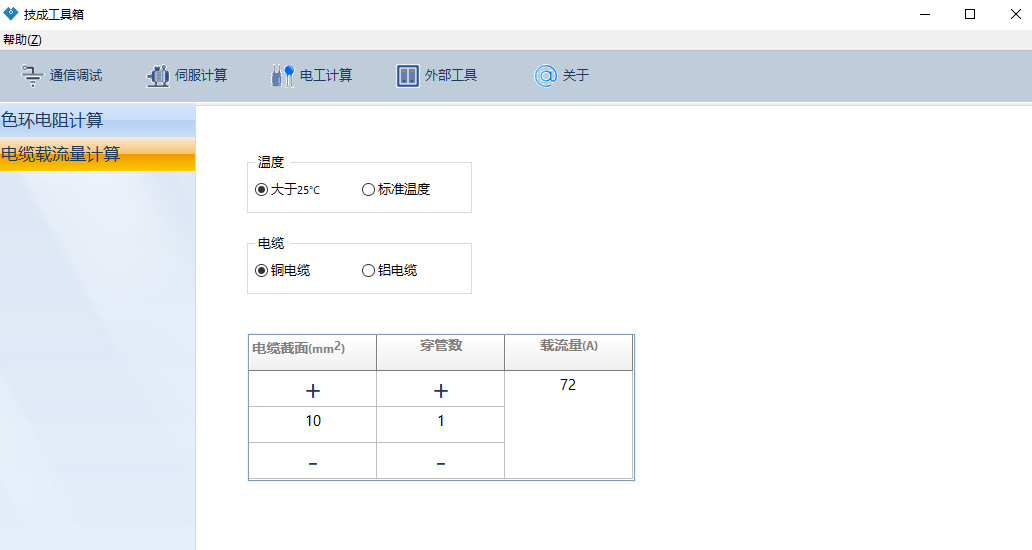 技成工具箱
帮助(Z)
通信调试 伺服计算 电工计算 外部工具 @ 关于
色环电阻计算
电缆载流量计算
温度
大于25°C 标准温度
电缆
铜电缆 铝电缆
电缆截面(mm2) 穿管数 载流量(A)
+ + 72
10 1
- -